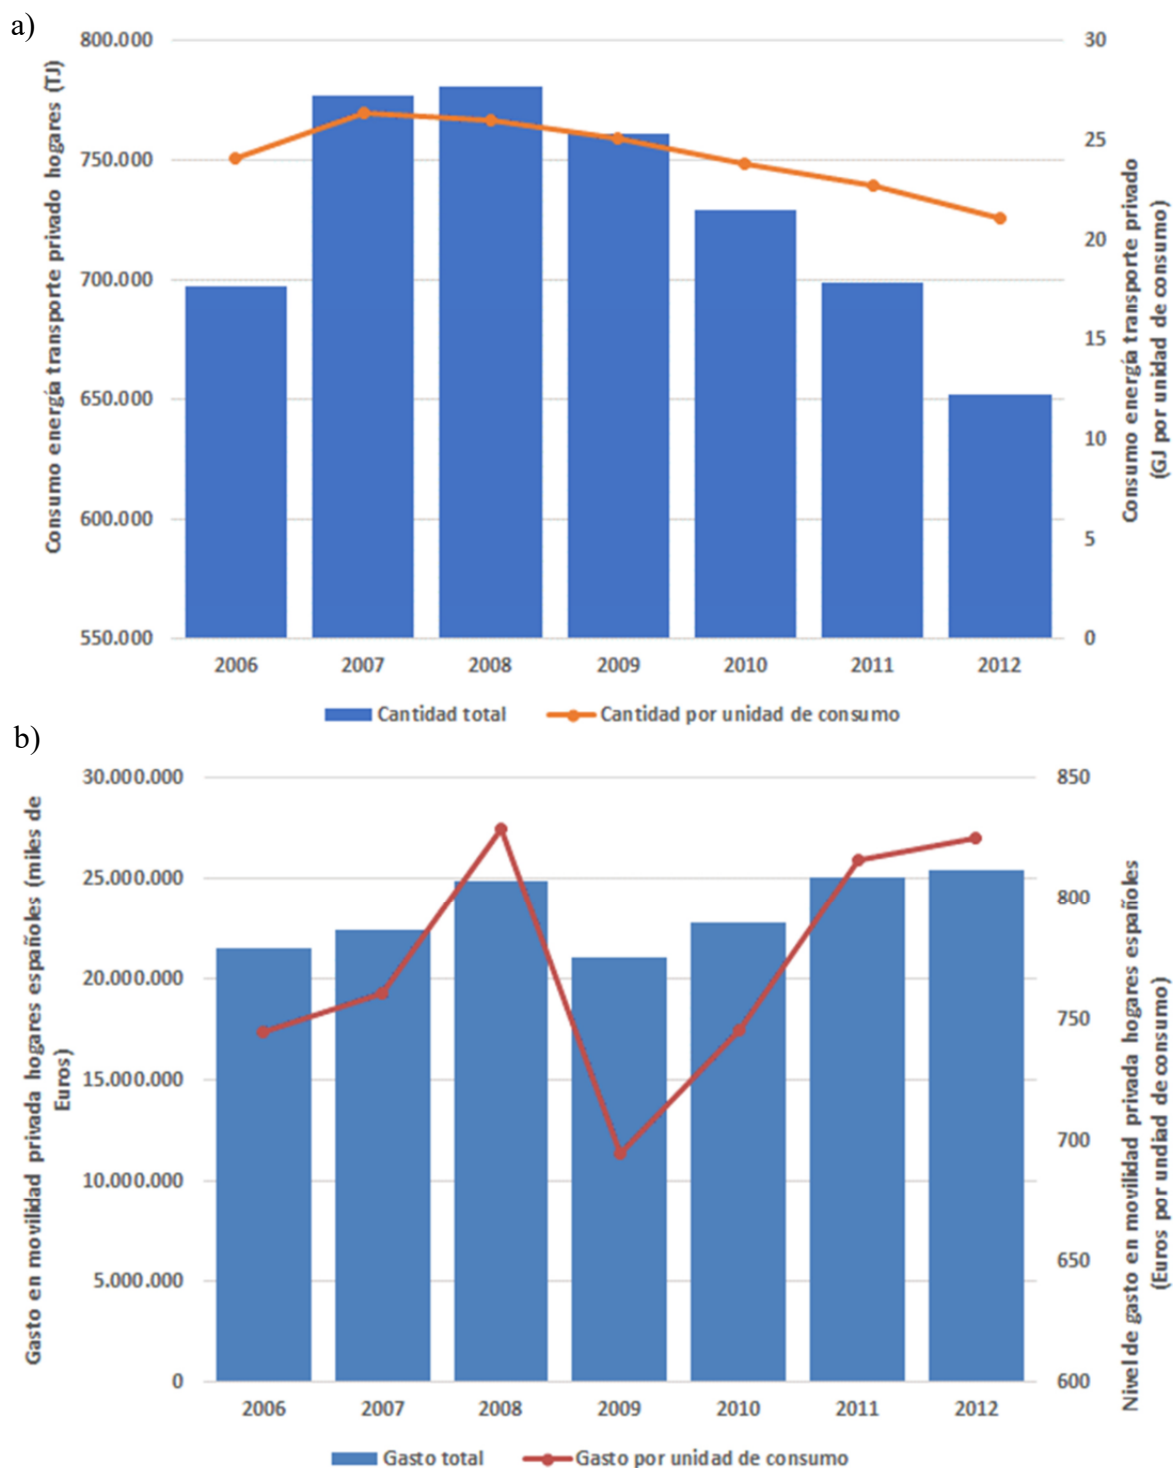 a)
Consumo energía transporte privado hogares (TJ)
800.000
750.000
700.000
650.000
600.000
550.000
30
25
20
15
10
5
0
Consumo energía transporte privado
(GJ por unidad de consumo)
2006 2007 2008 2009 2010 2011 2012
Cantidad total Cantidad por unidad de consumo
b)
Gasto en movilidad privada hogares españoles (miles de
Euros)
30.000.000
25.000.000
20.000.000
15.000.000
10.000.000
5.000.000
0
850
800
750
700
650
600
Nivel de gasto en movilidad privada hogares españoles
(Euros por undiad de consumo)
2006 2007 2008 2009 2010 2011 2012
Gasto total Gasto por unidad de consumo